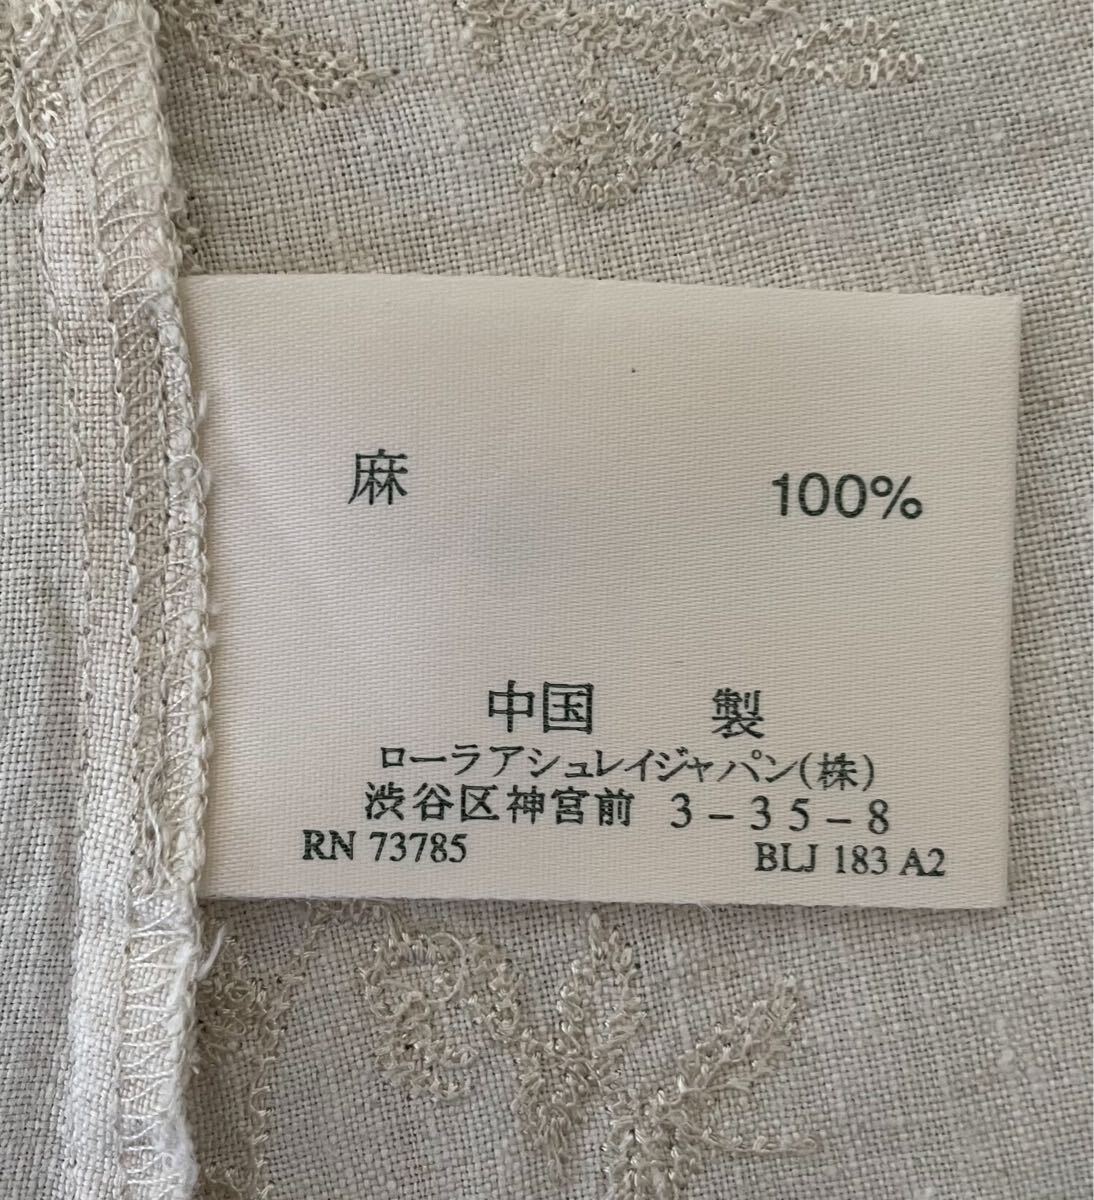 麻 100%
中国 製
ローラアシュレイジャパン(株)
渋谷区神宮前 3-35-8
RN 73785 BLJ 183 A2